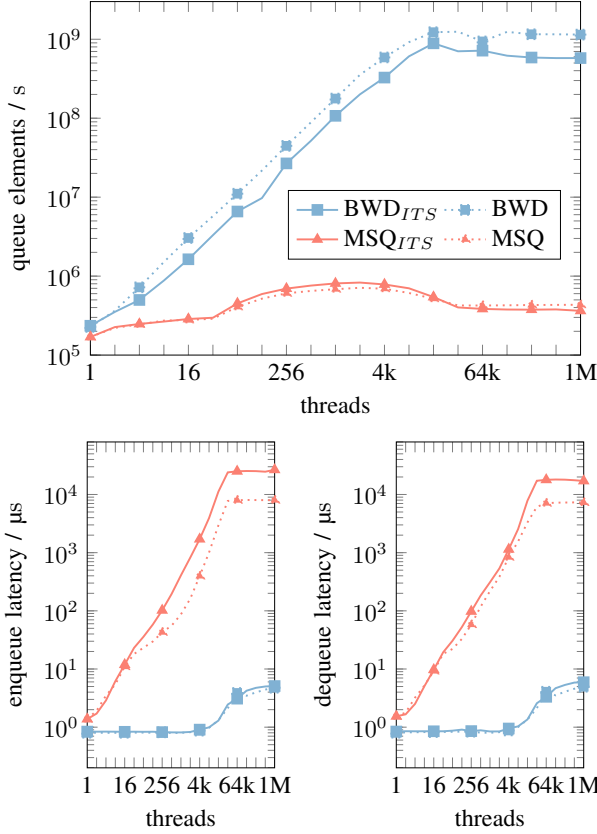 queue elements / s
10^9
10^8
10^7
10^6
10^5
BWD_ITS BWD
MSQ_ITS MSQ
1 16 256 4k 64k 1M
threads
enqueue latency / µs
10^4
10^3
10^2
10^1
10^0
1 16 256 4k 64k 1M
threads
dequeue latency / µs
10^4
10^3
10^2
10^1
10^0
1 16 256 4k 64k 1M
threads